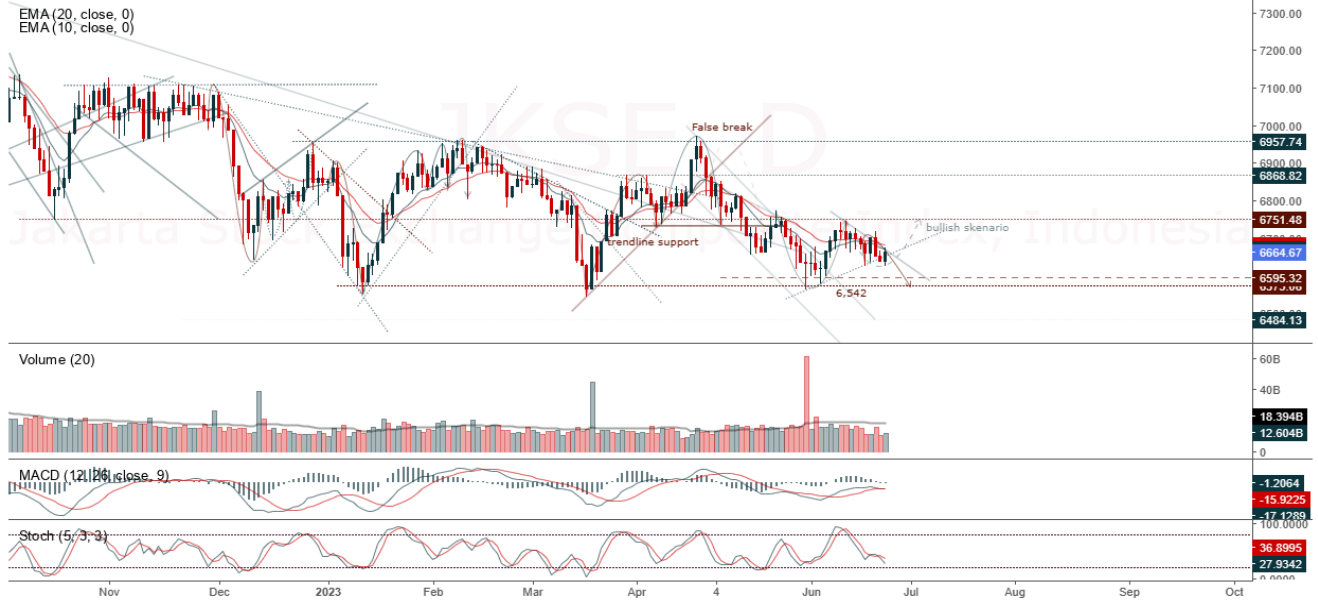 EMA (20, close, 0)
EMA (10, close, 0)
JKSE, D
7300.00
7200.00
7100.00
7000.00
6957.74
6900.00
6868.82
6800.00
6751.48
6664.67
6595.32
6484.13
False break
trendline support
bullish skenario
6,542
Volume (20)
60B
40B
18.394B
12.604B
0
MACD (12, 26, close, 9)
-1.2064
-15.9225
-17.1289
Stoch (5, 3, 3)
100.0000
36.8995
27.9342
0.0000
Nov Dec 2023 Feb Mar Apr 4 Jun Jul Aug Sep Oct